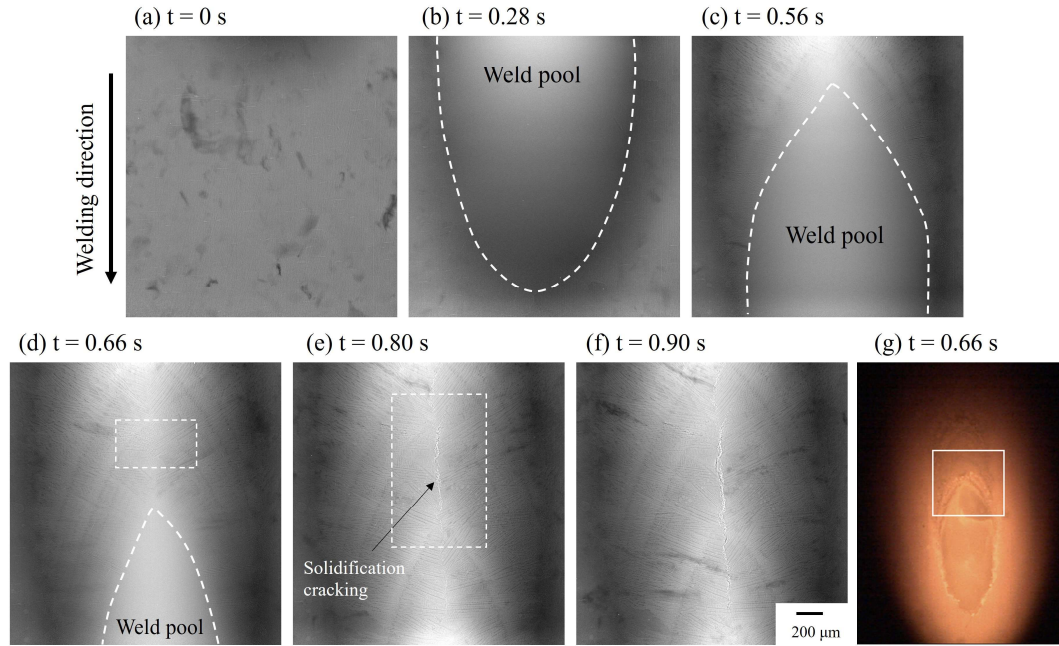 (a) t = 0 s
(b) t = 0.28 s
(c) t = 0.56 s
Welding direction
Weld pool
Weld pool
(d) t = 0.66 s
(e) t = 0.80 s
(f) t = 0.90 s
(g) t = 0.66 s
Weld pool
Solidification
cracking
200 μm